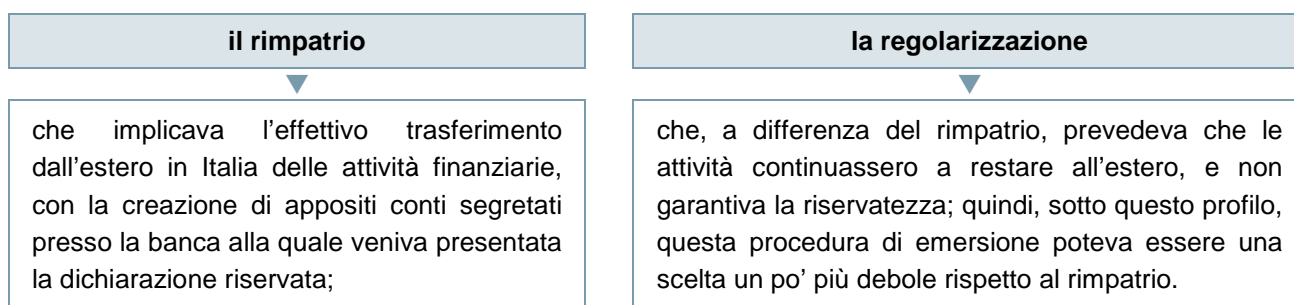 il rimpatrio
che implicava l'effettivo trasferimento
dall'estero in Italia delle attività finanziarie,
con la creazione di appositi conti segretati
presso la banca alla quale veniva presentata
la dichiarazione riservata;
la regolarizzazione
che, a differenza del rimpatrio, prevedeva che le
attività continuassero a restare all'estero, e non
garantiva la riservatezza; quindi, sotto questo profilo,
questa procedura di emersione poteva essere una
scelta un po' più debole rispetto al rimpatrio.